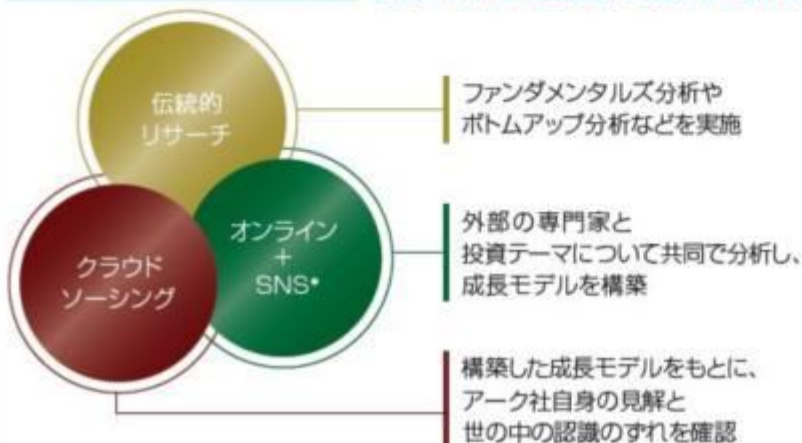 伝統的
リサーチ
ファンダメンタルズ分析や
ボトムアップ分析などを実施
オンライン
+
SNS*
外部の専門家と
投資テーマについて共同で分析し、
成長モデルを構築
クラウド
ソーシング
構築した成長モデルをもとに、
アーク社自身の見解と
世の中の認識のずれを確認